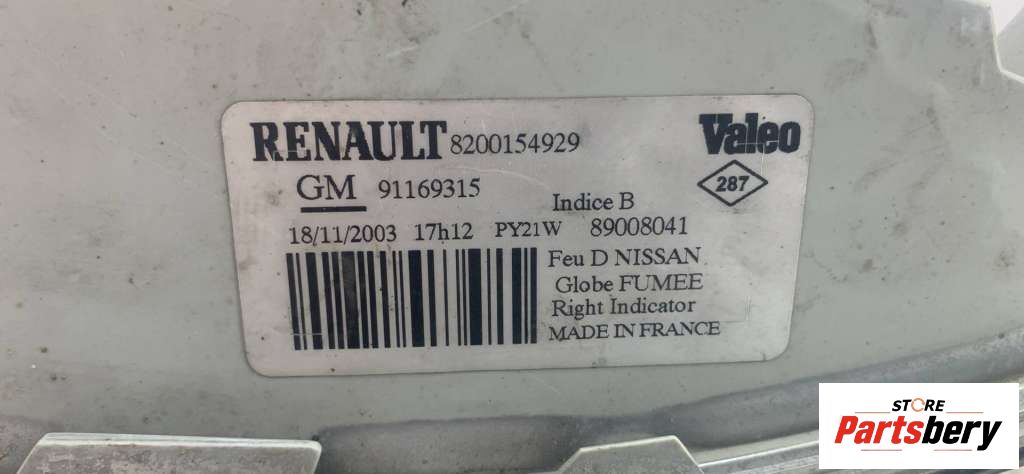 RENAULT 8200154929 Valeo
GM 91169315 287
Indice B
18/11/2003 17h12 PY21W 89008041
Feu D NISSAN
Globe FUMEE
Right Indicator
MADE IN FRANCE
STORE
Partsbery